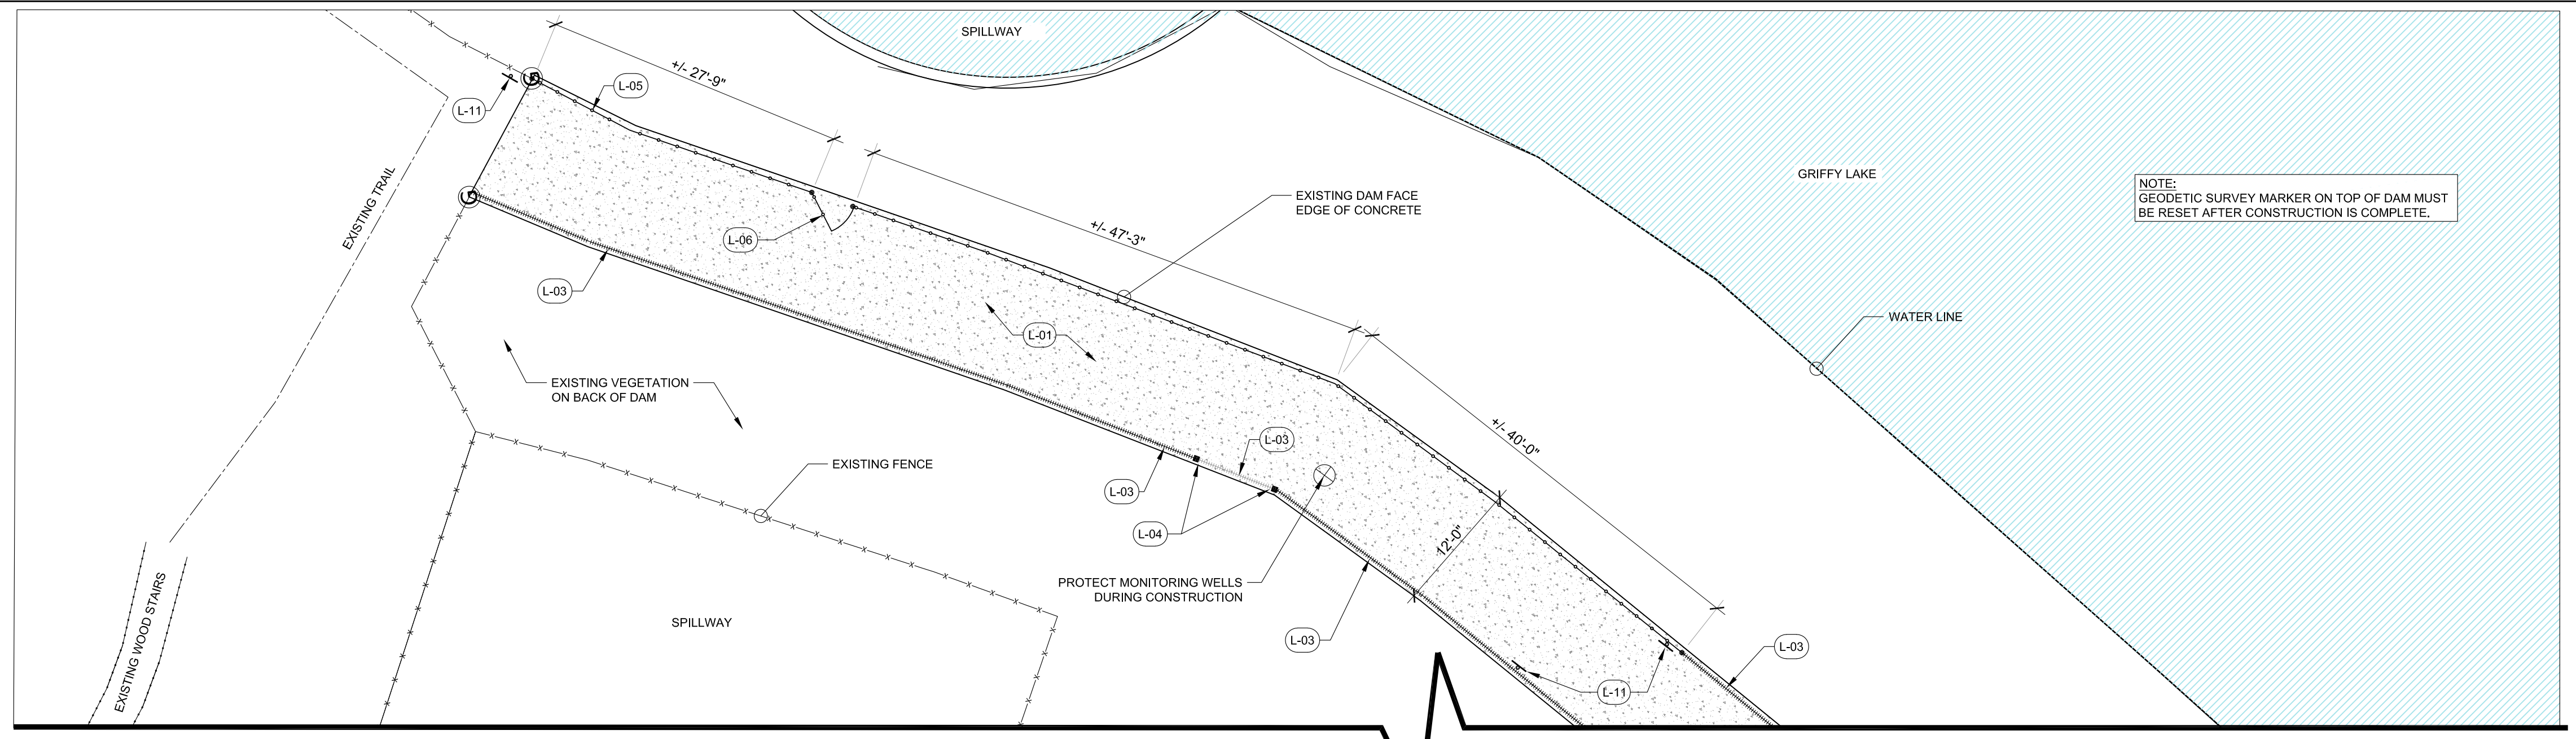 SPILLWAY
+/- 27'-9"
L-05
L-11
EXISTING TRAIL
GRIFFY LAKE
NOTE:
GEODETIC SURVEY MARKER ON TOP OF DAM MUST
BE RESET AFTER CONSTRUCTION IS COMPLETE.
EXISTING DAM FACE
EDGE OF CONCRETE
+/- 47'-3"
L-06
L-03
L-01
WATER LINE
EXISTING VEGETATION
ON BACK OF DAM
+/- 40'-0"
L-03
EXISTING FENCE
L-03
L-04
12'-0"
PROTECT MONITORING WELLS
DURING CONSTRUCTION
EXISTING WOOD STAIRS
SPILLWAY
L-03
L-03
L-11